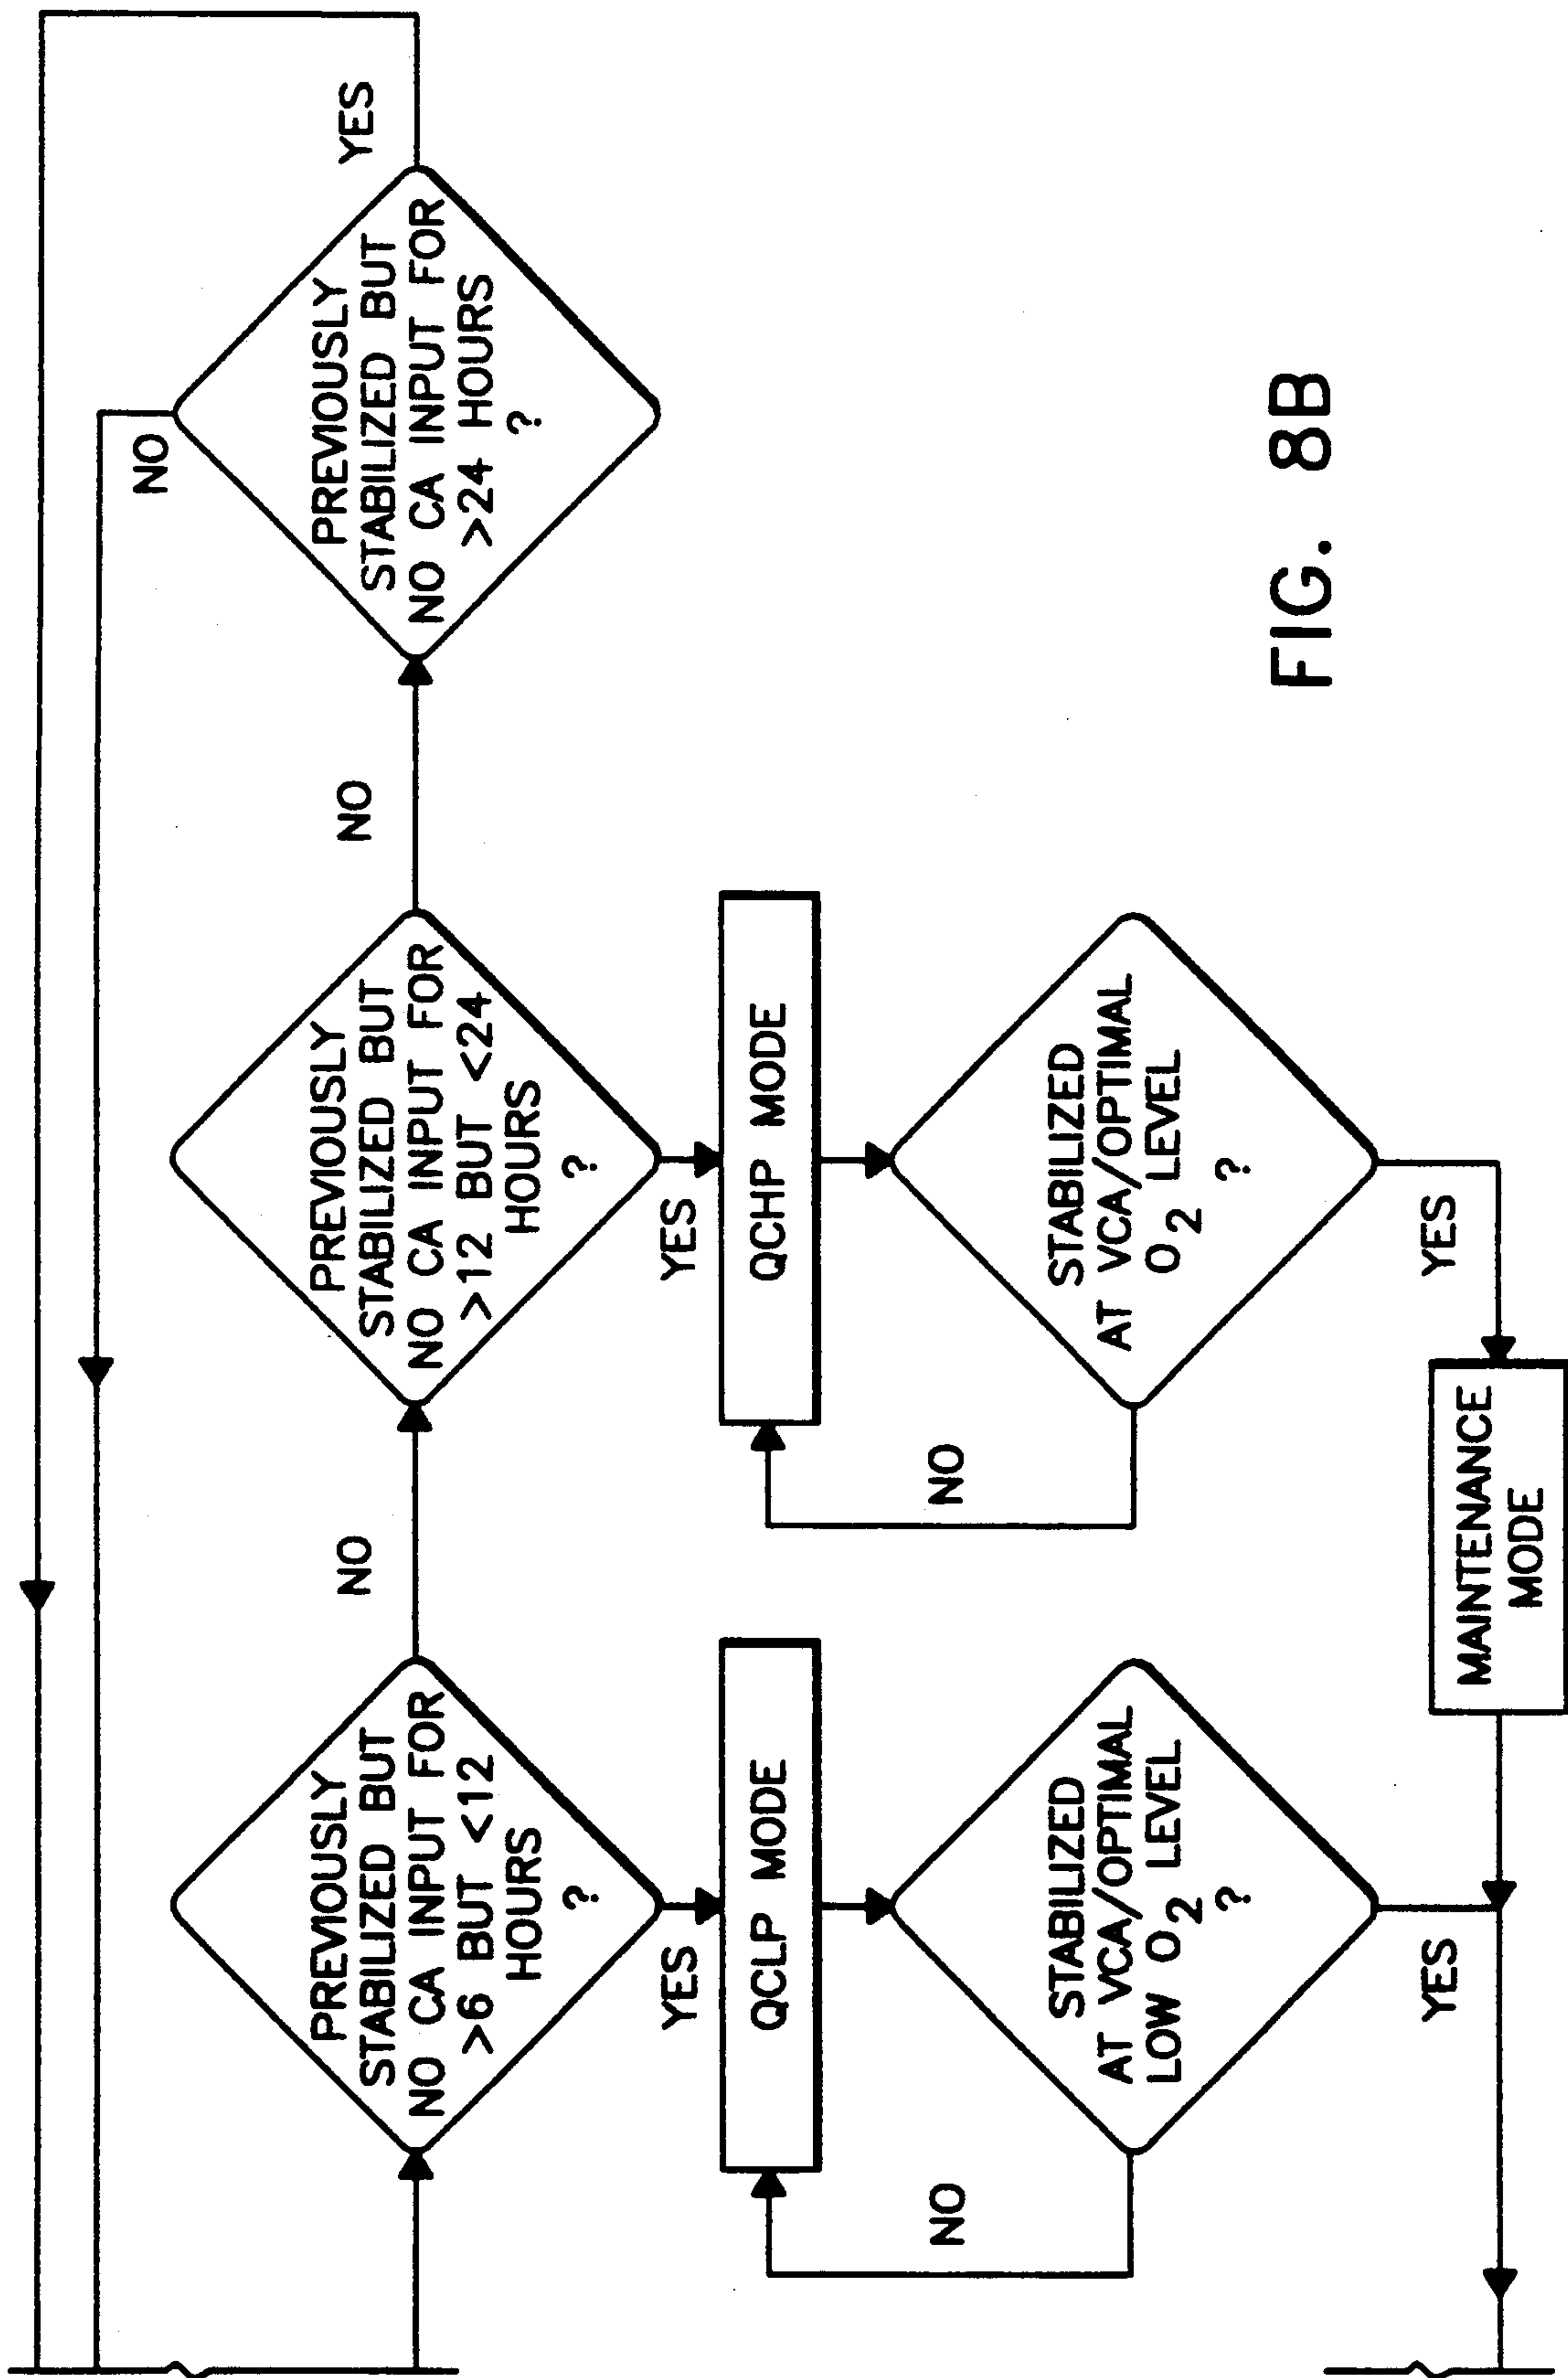 PREVIOUSLY
STABILIZED BUT
NO CA INPUT FOR
>6 BUT <12
HOURS
?
NO
YES
QCLP MODE
STABILIZED
AT VCA/OPTIMAL
LOW O2 LEVEL
?
NO
YES
PREVIOUSLY
STABILIZED BUT
NO CA INPUT FOR
>12 BUT <24
HOURS
?
NO
YES
QCHP MODE
STABILIZED
AT VCA/OPTIMAL
O2 LEVEL
?
NO
YES
MAINTENANCE
MODE
PREVIOUSLY
STABILIZED BUT
NO CA INPUT FOR
>24 HOURS
?
NO
YES
FIG. 8B